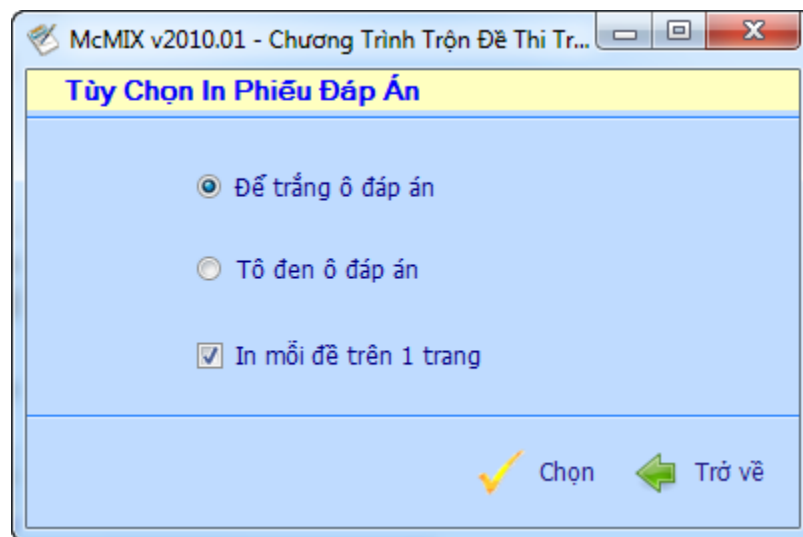 McMIX v2010.01 - Chương Trình Trộn Đề Thi Tr...
Tùy Chọn In Phiếu Đáp Án
Để trắng ô đáp án
Tô đen ô đáp án
In mỗi đề trên 1 trang
Chọn
Trở về